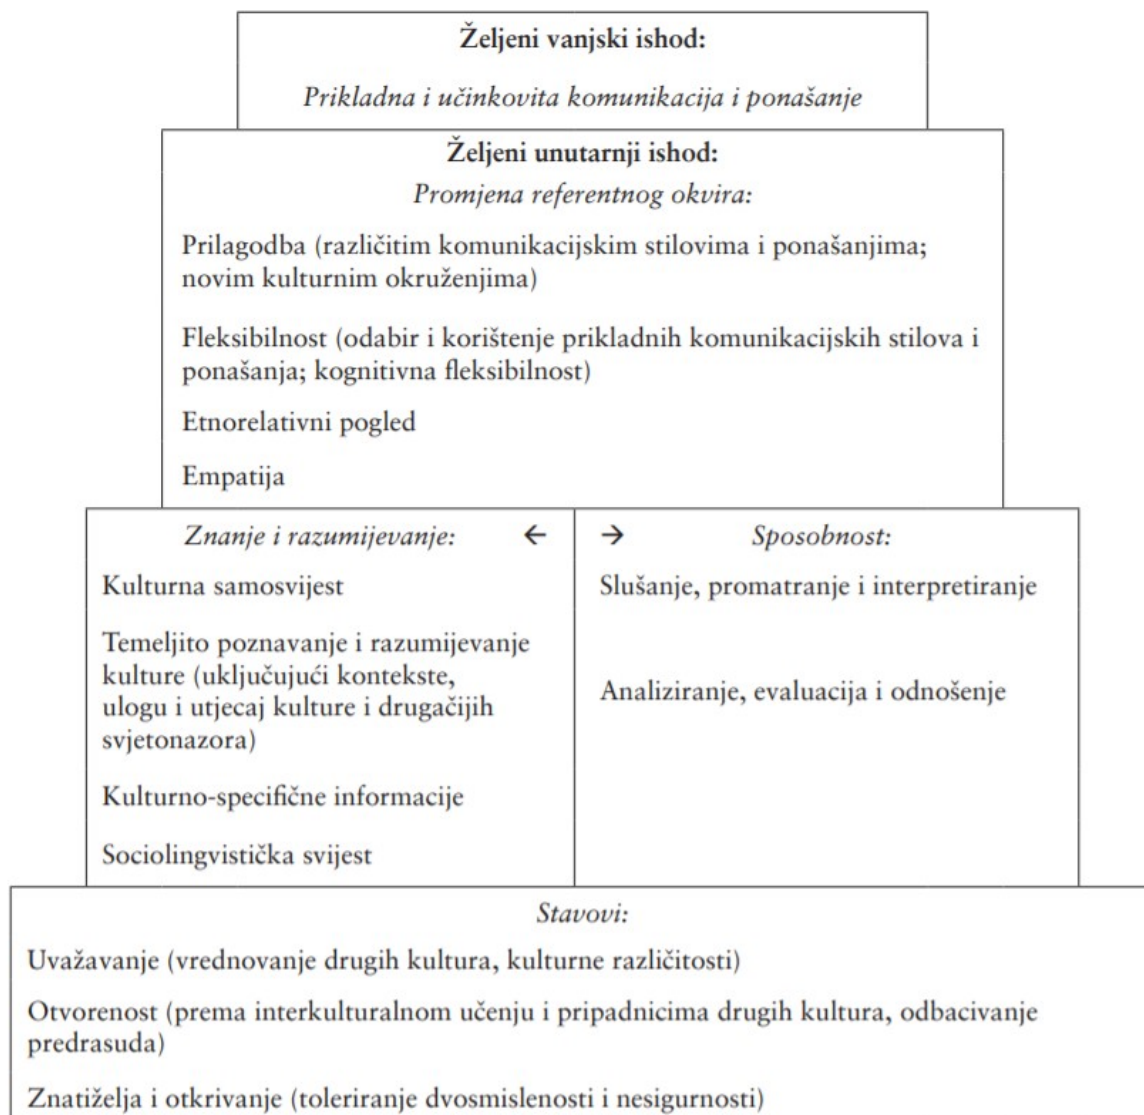 Željeni vanjski ishod:
Prikladna i učinkovita komunikacija i ponašanje
Željeni unutarnji ishod:
Promjena referentnog okvira:
Prilagodba (različitim komunikacijskim stilovima i ponašanjima;
novim kulturnim okruženjima)
Fleksibilnost (odabir i korištenje prikladnih komunikacijskih stilova i
ponašanja; kognitivna fleksibilnost)
Etnorelativni pogled
Empatija
Znanje i razumijevanje: ←
Kulturna samosvijest
Temeljito poznavanje i razumijevanje
kulture (uključujući kontekste,
ulogu i utjecaj kulture i drugačijih
svjetonazora)
Kulturno-specifične informacije
Sociolingvistička svijest
→ Sposobnost:
Slušanje, promatranje i interpretiranje
Analiziranje, evaluacija i odnošenje
Stavovi:
Uvažavanje (vrednovanje drugih kultura, kulturne različitosti)
Otvorenost (prema interkulturalnom učenju i pripadnicima drugih kultura, odbacivanje
predrasuda)
Znatiželja i otkrivanje (toleriranje dvosmislenosti i nesigurnosti)